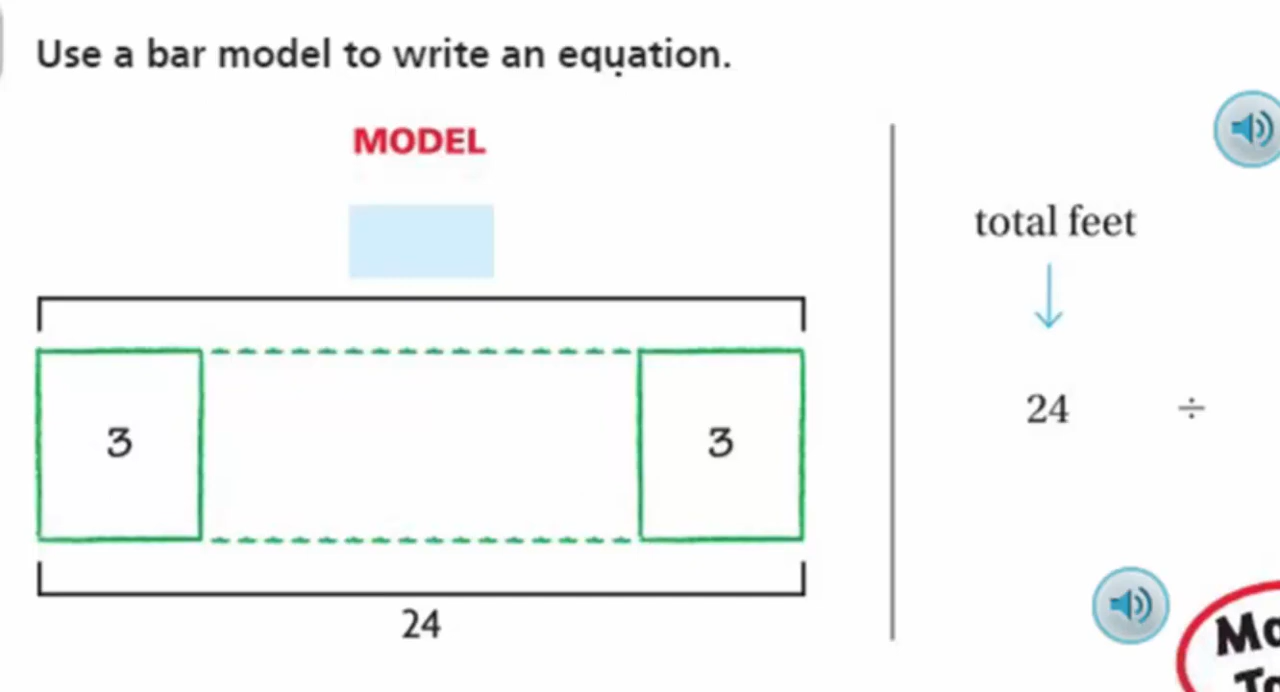 Use a bar model to write an equation.
MODEL
3
3
24
total feet
24 ÷